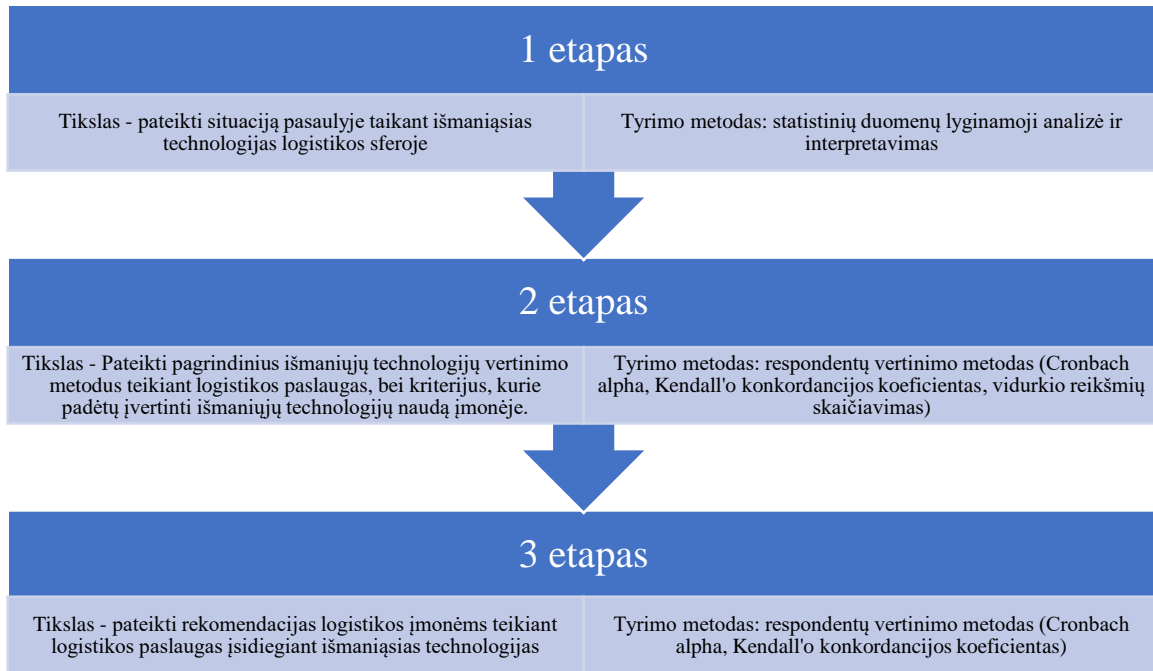 1 etapas
Tikslas - pateikti situaciją pasaulyje taikant išmaniąsias
technologijas logistikos sferoje
Tyrimo metodas: statistinių duomenų lyginamoji analizė ir
interpretavimas
2 etapas
Tikslas - Pateikti pagrindinius išmaniųjų technologijų vertinimo
metodus teikiant logistikos paslaugas, bei kriterijus, kurie
padėtų įvertinti išmaniųjų technologijų naudą įmonėje.
Tyrimo metodas: respondentų vertinimo metodas (Cronbach
alpha, Kendall'o konkordancijos koeficientas, vidurkio reikšmių
skaičiavimas)
3 etapas
Tikslas - pateikti rekomendacijas logistikos įmonėms teikiant
logistikos paslaugas įsidiegiant išmaniąsias technologijas
Tyrimo metodas: respondentų vertinimo metodas (Cronbach
alpha, Kendall'o konkordancijos koeficientas)